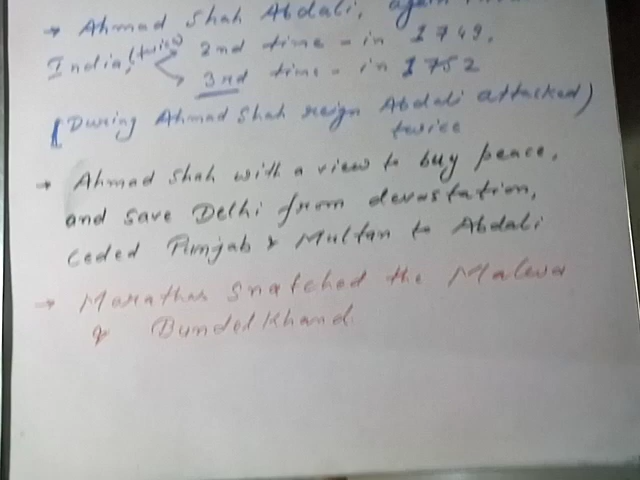 → Ahmad Shah Abdali, again
India, (twice) 2nd time - in 1749.
3nd time - in 1752
(During Ahmad Shah reign Abdali attacked)
twice
→ Ahmad Shah with a view to buy peace,
and save Delhi from devastation,
ceded Punjab & Multan to Abdali
→ Marathas snatched the Malwa
& Bundelkhand.